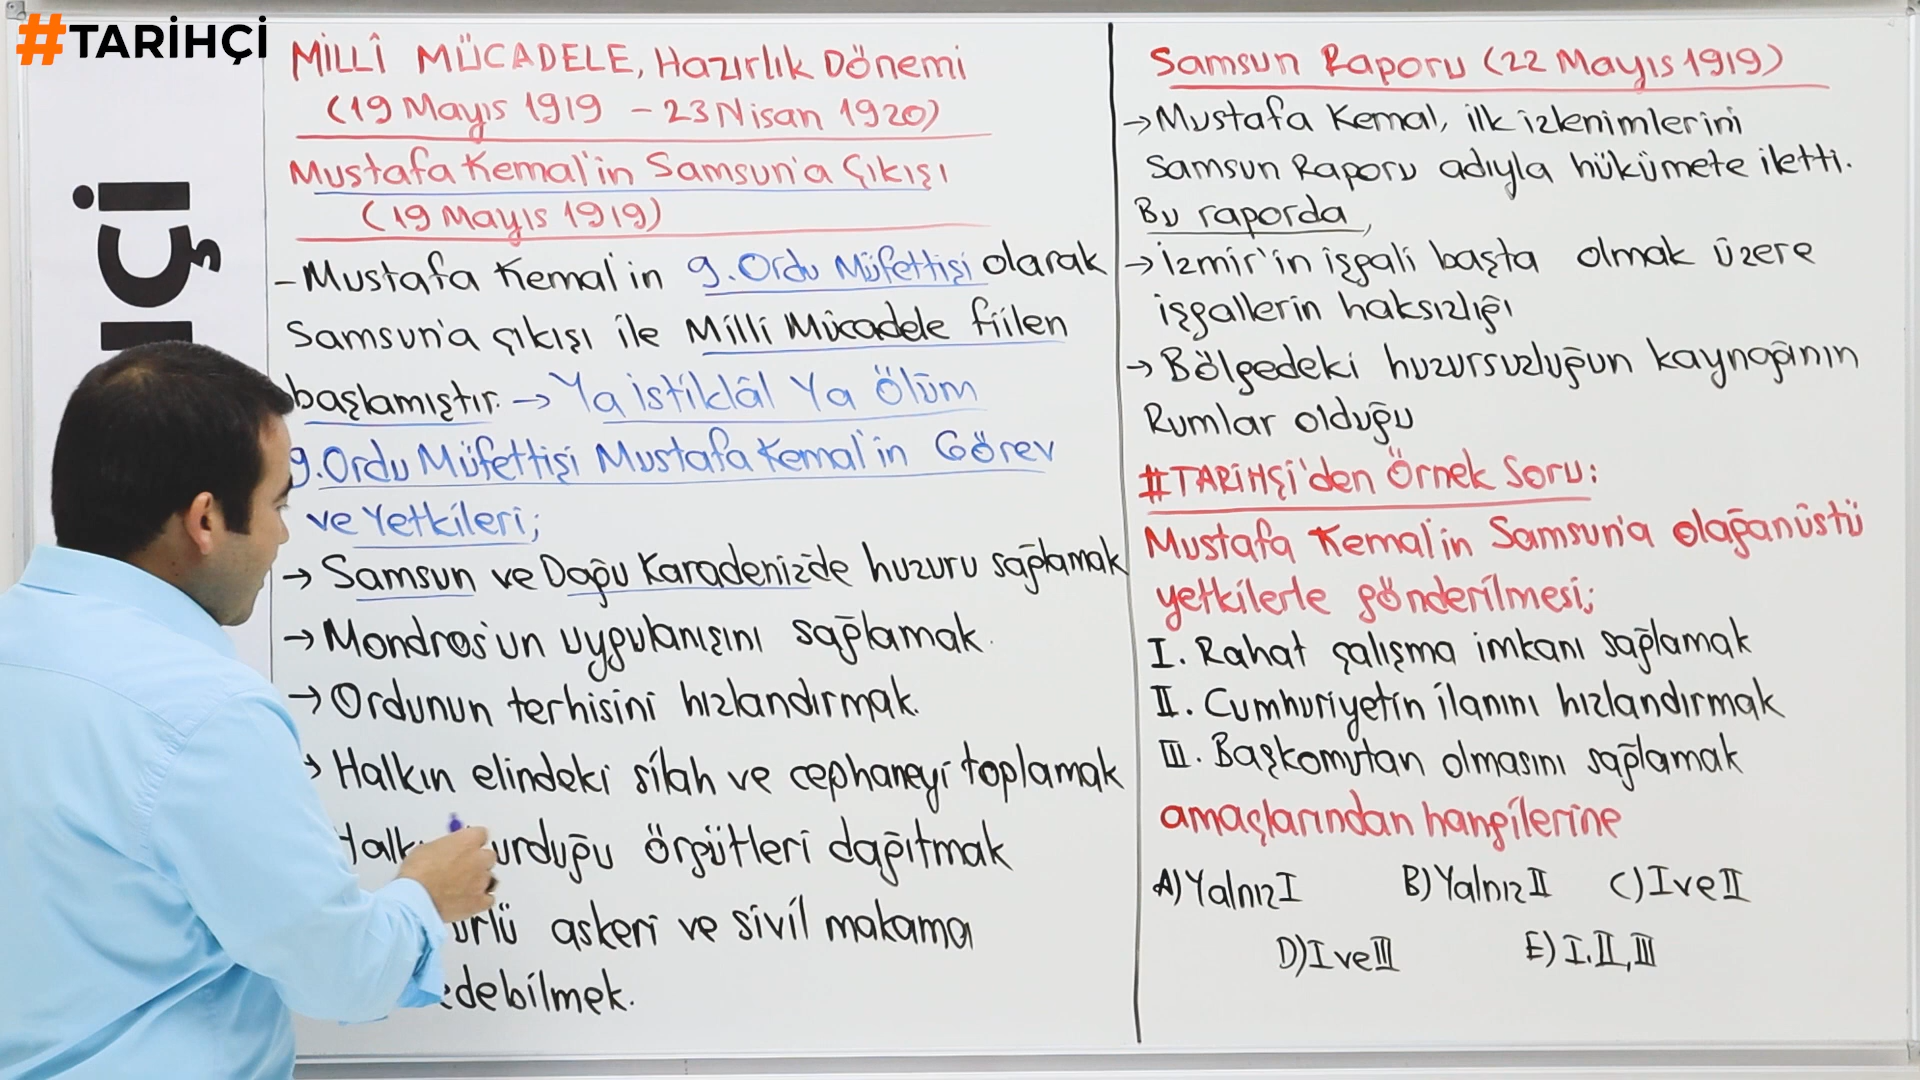 #TARİHÇİ
MİLLÎ MÜCADELE, Hazırlık Dönemi
(19 Mayıs 1919 – 23 Nisan 1920)
Mustafa Kemal'in Samsun'a Çıkışı
(19 Mayıs 1919)
– Mustafa Kemal'in 9. Ordu Müfettişi olarak
Samsun'a çıkışı ile Milli Mücadele fiilen
başlamıştır. → Ya istiklâl Ya Ölüm
9. Ordu Müfettişi Mustafa Kemal'in Görev
ve Yetkileri;
→ Samsun ve Doğu Karadeniz'de huzuru sağlamak
→ Mondros'un uygulanışını sağlamak.
→ Ordunun terhisini hızlandırmak.
→ Halkın elindeki silah ve cephaneyi toplamak
örgütleri dağıtmak
askeri ve sivil makama
edebilmek.
Samsun Raporu (22 Mayıs 1919)
→ Mustafa Kemal, ilk izlenimlerini
Samsun Raporu adıyla hükümete iletti.
Bu raporda,
→ İzmir'in işgali başta olmak üzere
işgallerin haksızlığı
→ Bölgedeki huzursuzluğun kaynağının
Rumlar olduğu
#TARİHÇİ'den Örnek Soru:
Mustafa Kemal'in Samsun'a olağanüstü
yetkilerle gönderilmesi;
I. Rahat çalışma imkanı sağlamak
II. Cumhuriyetin ilanını hızlandırmak
III. Başkomutan olmasını sağlamak
amaçlarından hangilerine
A) Yalnız I B) Yalnız II C) I ve II
D) I ve III E) I, II, III